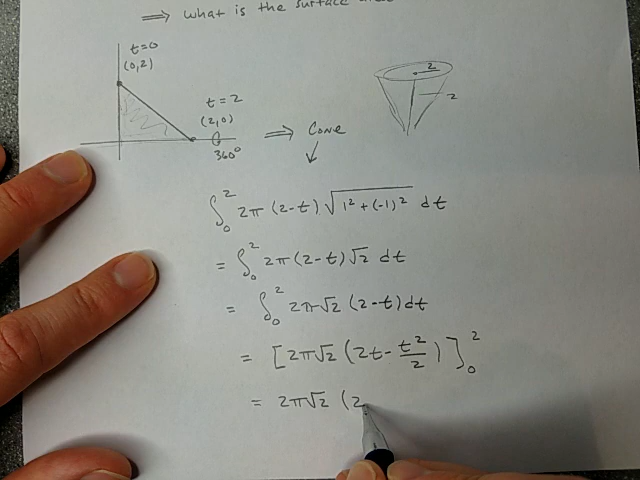 ⟹ what is the surface
t=0
(0,2)
t=2
(2,0)
360°
⟹ Cone
↓
2
2
∫₀² 2π (2-t) √(1² + (-1)²) dt
= ∫₀² 2π (2-t) √2 dt
= ∫₀² 2π√2 (2-t) dt
= [2π√2 (2t - t²/2)]₀²
= 2π√2 (2